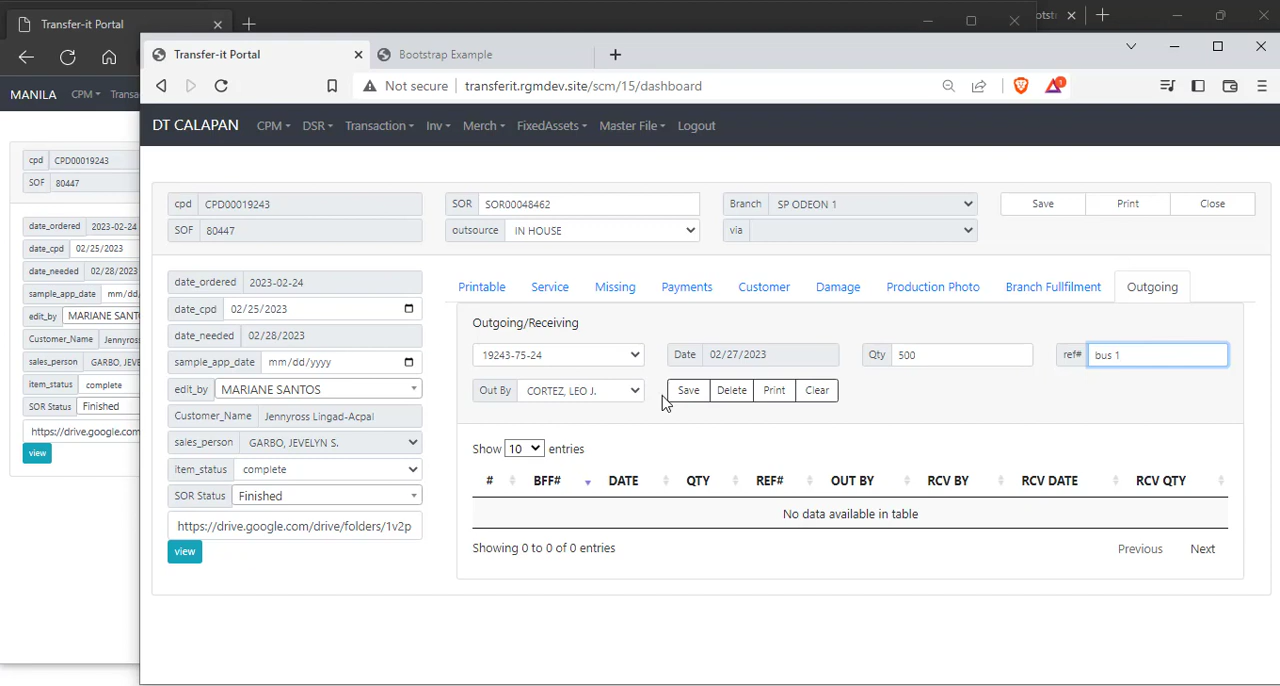 Transfer-it Portal
otst
MANILA CPM Transa
cpd CPD00019243
SOF 80447
date_ordered 2023-02-24
date_cpd 02/25/2023
date_needed 02/28/2023
sample_app_date mm/dd
edit_by MARIANE SANT
Customer_Name Jennyross
sales_person GARBO, JEVE
item_status complete
SOR Status Finished
https://drive.google.com
view
Transfer-it Portal Bootstrap Example
Not secure transferit.rgmdev.site/scm/15/dashboard 1
DT CALAPAN CPM DSR Transaction Inv Merch FixedAssets Master File Logout
cpd CPD00019243 SOR SOR00048462 Branch SP ODEON 1 Save Print Close
SOF 80447 outsource IN HOUSE via
date_ordered 2023-02-24
date_cpd 02/25/2023
date_needed 02/28/2023
sample_app_date mm/dd/yyyy
edit_by MARIANE SANTOS
Customer_Name Jennyross Lingad-Acpal
sales_person GARBO, JEVELYN S.
item_status complete
SOR Status Finished
https://drive.google.com/drive/folders/1v2p
view
Printable Service Missing Payments Customer Damage Production Photo Branch Fullfilment Outgoing
Outgoing/Receiving
19243-75-24 Date 02/27/2023 Qty 500 ref# bus 1
Out By CORTEZ, LEO J. Save Delete Print Clear
Show 10 entries
# BFF# DATE QTY REF# OUT BY RCV BY RCV DATE RCV QTY
No data available in table
Showing 0 to 0 of 0 entries Previous Next